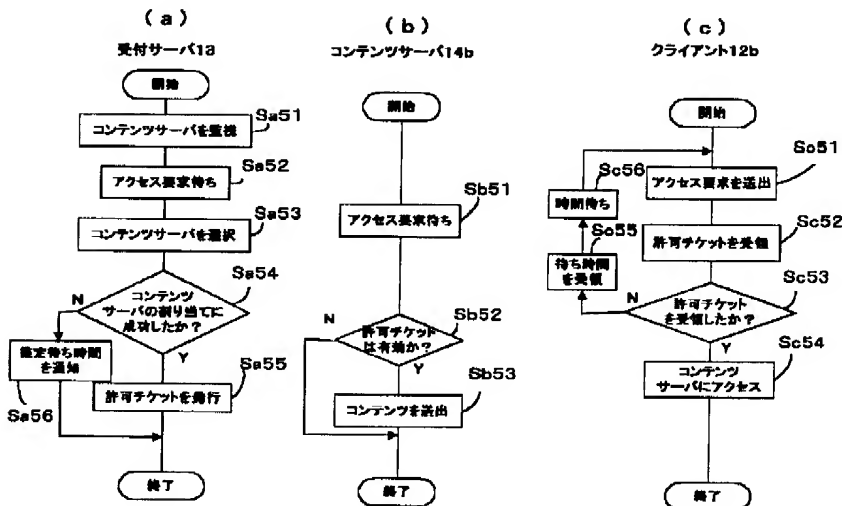 (a)
受付サーバ13
開始
Sa51
コンテンツサーバを監視
Sa52
アクセス要求待ち
Sa53
コンテンツサーバを選択
Sa54
コンテンツ
サーバの割り当てに
成功したか?
N
Y
推定待ち時間
を通知
Sa56
Sa55
許可チケットを発行
終了
(b)
コンテンツサーバ14b
開始
Sb51
アクセス要求待ち
Sb52
許可チケット
は有効か?
N
Y
Sb53
コンテンツを送出
終了
(c)
クライアント12b
開始
Sc51
アクセス要求を送出
Sc56
時間待ち
Sc52
許可チケットを受領
Sc55
待ち時間
を受領
Sc53
許可チケット
を受領したか?
N
Y
Sc54
コンテンツ
サーバにアクセス
終了